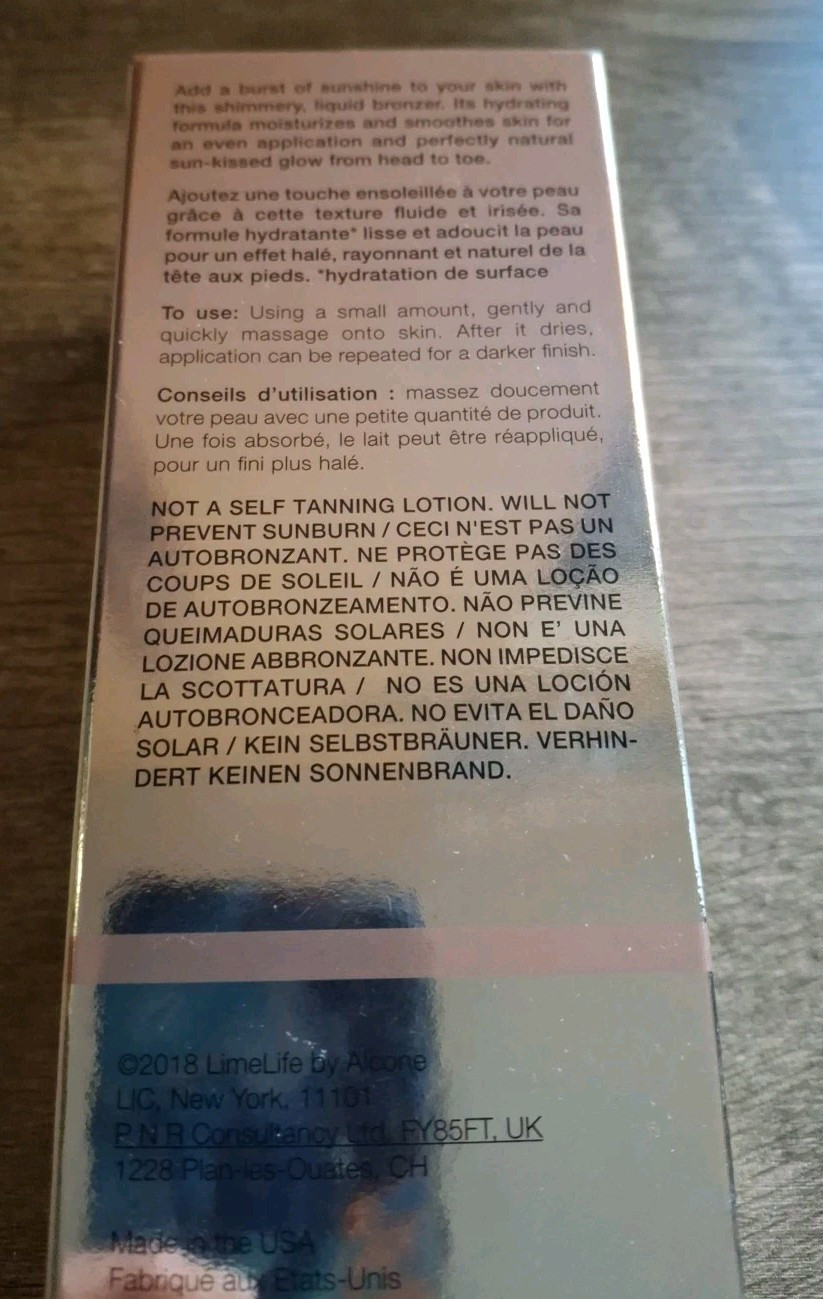 Add a burst of sunshine to your skin with
this shimmery, liquid bronzer. Its hydrating
formula moisturizes and smoothes skin for
an even application and perfectly natural
sun-kissed glow from head to toe.
Ajoutez une touche ensoleillée à votre peau
grâce à cette texture fluide et irisée. Sa
formule hydratante* lisse et adoucit la peau
pour un effet halé, rayonnant et naturel de la
tête aux pieds. *hydratation de surface
To use: Using a small amount, gently and
quickly massage onto skin. After it dries,
application can be repeated for a darker finish.
Conseils d'utilisation : massez doucement
votre peau avec une petite quantité de produit.
Une fois absorbé, le lait peut être réappliqué,
pour un fini plus halé.
NOT A SELF TANNING LOTION. WILL NOT
PREVENT SUNBURN / CECI N'EST PAS UN
AUTOBRONZANT. NE PROTÈGE PAS DES
COUPS DE SOLEIL / NÃO É UMA LOÇÃO
DE AUTOBRONZEAMENTO. NÃO PREVINE
QUEIMADURAS SOLARES / NON E' UNA
LOZIONE ABBRONZANTE. NON IMPEDISCE
LA SCOTTATURA / NO ES UNA LOCIÓN
AUTOBRONCEADORA. NO EVITA EL DAÑO
SOLAR / KEIN SELBSTBRÄUNER. VERHIN-
DERT KEINEN SONNENBRAND.
©2018 LimeLife by Alcone
LIC, New York, 11101
P N R Consultancy Ltd, FY85FT, UK
1228 Plan-les-Ouates, CH
Made in the USA
Fabriqué aux États-Unis